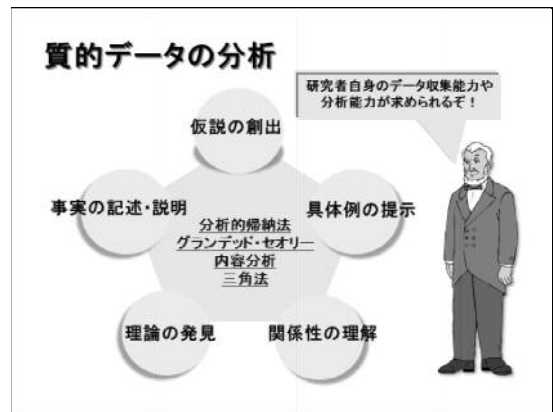 質的データの分析
研究者自身のデータ収集能力や
分析能力が求められるぞ！
仮説の創出
事実の記述・説明
具体例の提示
分析的帰納法
グランデッド・セオリー
内容分析
三角法
理論の発見
関係性の理解